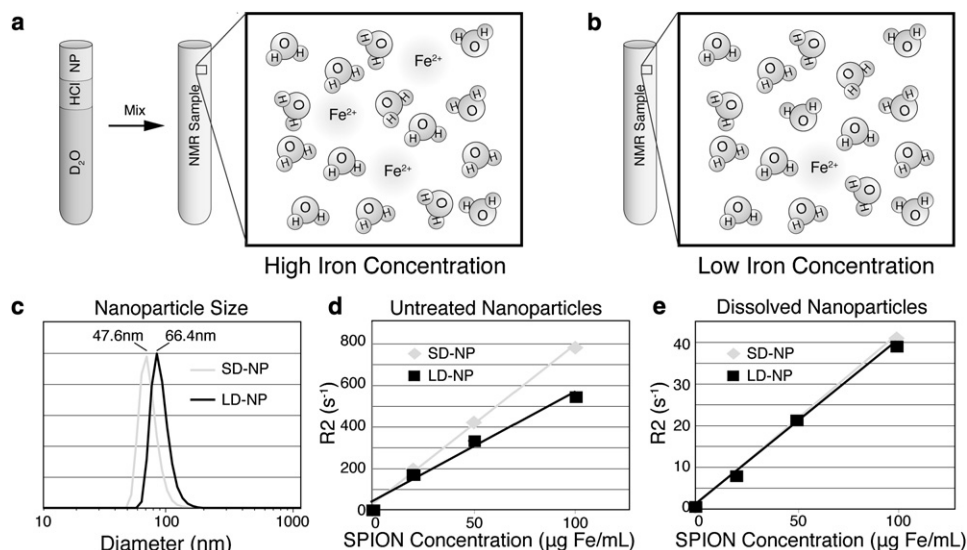 a
NP
HCl
D₂O
Mix
NMR Sample
O H H O H H O H H
O H H Fe²⁺
O H H Fe²⁺ O H H O H H
O H H
O H H O H H Fe²⁺ O H H
O H H O H H O H H O H H
High Iron Concentration
b
NMR Sample
O H H O H H O H H
O H H O H H
O H H O H H O H H
O H H
O H H O H H Fe²⁺ O H H
O H H O H H O H H O H H
Low Iron Concentration
c
Nanoparticle Size
47.6nm 66.4nm
SD-NP
LD-NP
10 100 1000
Diameter (nm)
d
Untreated Nanoparticles
SD-NP
LD-NP
R2 (s⁻¹)
800
600
400
200
0
0 50 100
SPION Concentration (µg Fe/mL)
e
Dissolved Nanoparticles
SD-NP
LD-NP
R2 (s⁻¹)
40
30
20
10
0
0 50 100
SPION Concentration (µg Fe/mL)